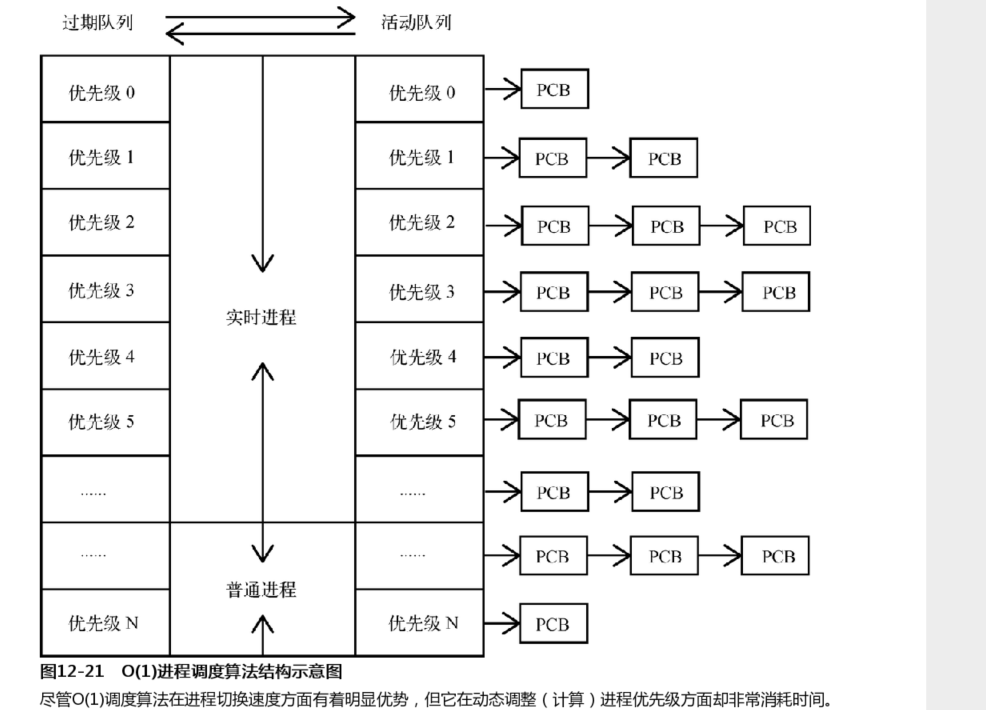 过期队列 活动队列
优先级 0 优先级 0 PCB
优先级 1 优先级 1 PCB PCB
优先级 2 优先级 2 PCB PCB PCB
优先级 3 优先级 3 PCB PCB PCB
实时进程
优先级 4 优先级 4 PCB PCB
优先级 5 优先级 5 PCB PCB PCB
...... ...... PCB PCB
...... ...... PCB PCB PCB
普通进程
优先级 N 优先级 N PCB
图12-21 O(1)进程调度算法结构示意图
尽管O(1)调度算法在进程切换速度方面有着明显优势，但它在动态调整（计算）进程优先级方面却非常消耗时间。